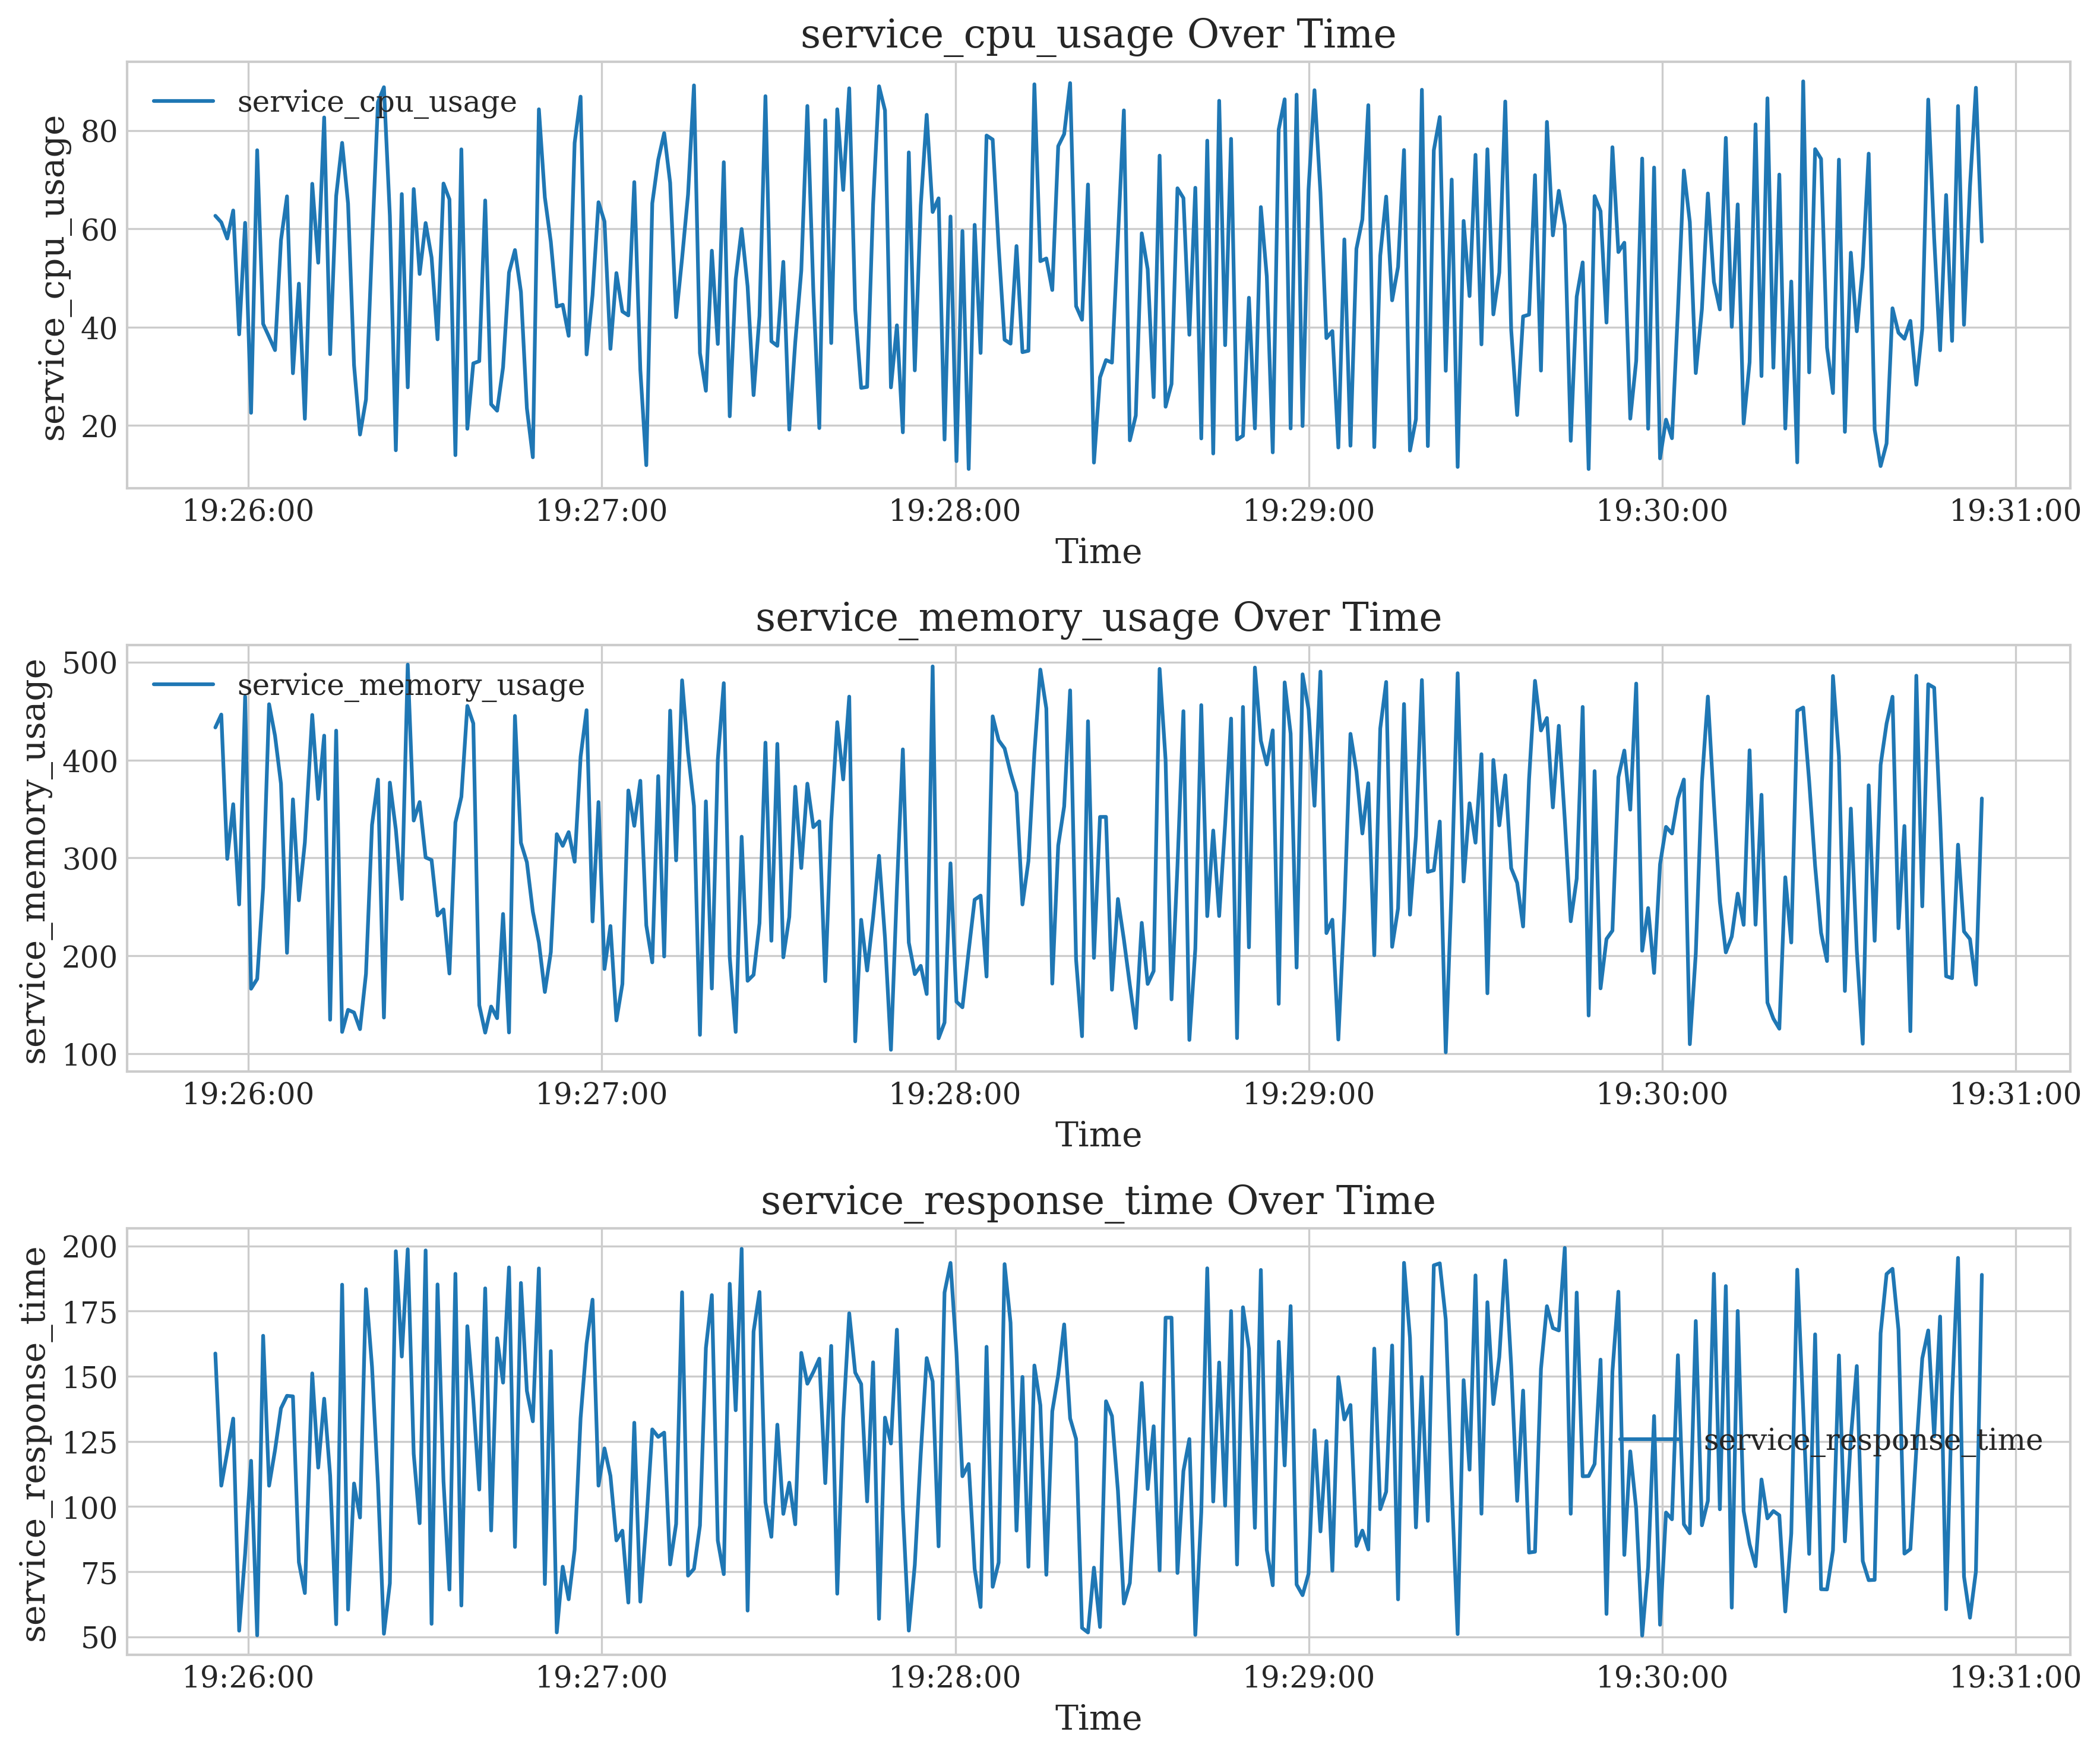 service_cpu_usage Over Time
service_cpu_usage
service_cpu_usage
80
60
40
20
19:26:00 19:27:00 19:28:00 19:29:00 19:30:00 19:31:00
Time
service_memory_usage Over Time
service_memory_usage
service_memory_usage
500
400
300
200
100
19:26:00 19:27:00 19:28:00 19:29:00 19:30:00 19:31:00
Time
service_response_time Over Time
service_response_time
200
175
150
125
service_response_time
100
75
50
19:26:00 19:27:00 19:28:00 19:29:00 19:30:00 19:31:00
Time